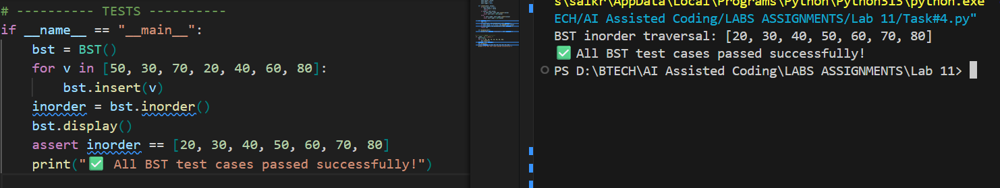 # ---------- TESTS ----------
if __name__ == "__main__":
    bst = BST()
    for v in [50, 30, 70, 20, 40, 60, 80]:
        bst.insert(v)
    inorder = bst.inorder()
    bst.display()
    assert inorder == [20, 30, 40, 50, 60, 70, 80]
    print("✅ All BST test cases passed successfully!")
s\saikr\AppData\Local\Programs\Python\Python313\python.exe
ECH/AI Assisted Coding/LABS ASSIGNMENTS/Lab 11/Task#4.py"
BST inorder traversal: [20, 30, 40, 50, 60, 70, 80]
✅ All BST test cases passed successfully!
PS D:\BTECH\AI Assisted Coding\LABS ASSIGNMENTS\Lab 11>